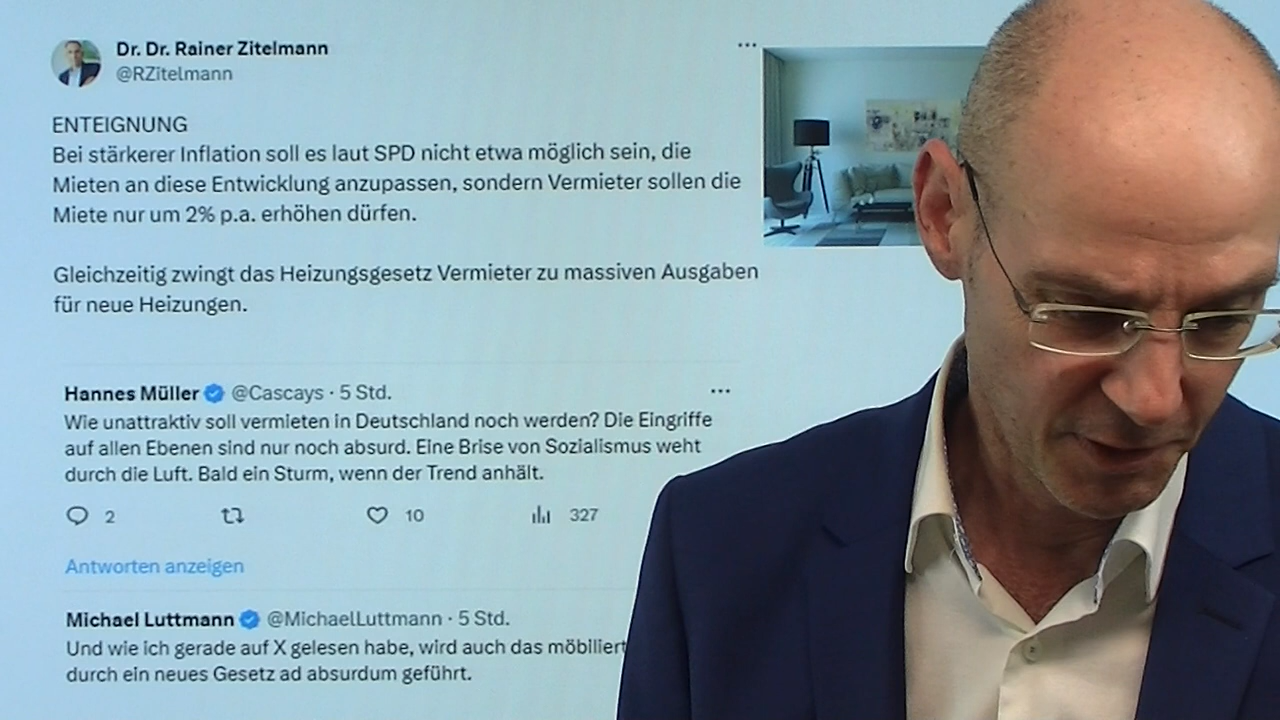 Dr. Dr. Rainer Zitelmann
@RZitelmann
ENTEIGNUNG
Bei stärkerer Inflation soll es laut SPD nicht etwa möglich sein, die
Mieten an diese Entwicklung anzupassen, sondern Vermieter sollen die
Miete nur um 2% p.a. erhöhen dürfen.
Gleichzeitig zwingt das Heizungsgesetz Vermieter zu massiven Ausgaben
für neue Heizungen.
Hannes Müller @Cascays · 5 Std.
Wie unattraktiv soll vermieten in Deutschland noch werden? Die Eingriffe
auf allen Ebenen sind nur noch absurd. Eine Brise von Sozialismus weht
durch die Luft. Bald ein Sturm, wenn der Trend anhält.
2 10 327
Antworten anzeigen
Michael Luttmann @MichaelLuttmann · 5 Std.
Und wie ich gerade auf X gelesen habe, wird auch das möbliert
durch ein neues Gesetz ad absurdum geführt.